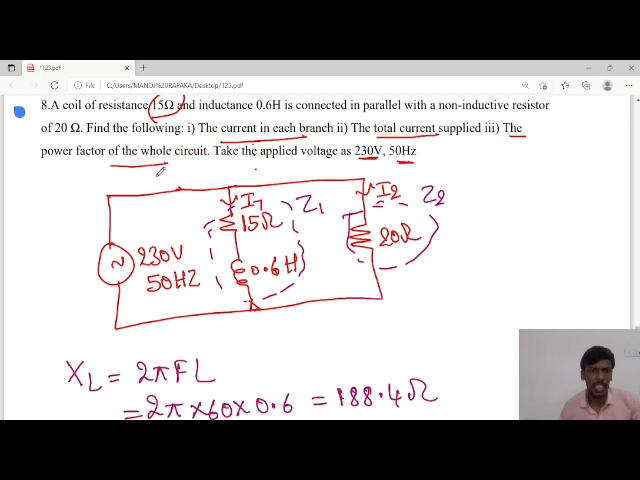 *123.pdf
File
C:/Users/MANOJ%20RAPAKA/Desktop/123.pdf
8.A coil of resistance 15Ω and inductance 0.6H is connected in parallel with a non-inductive resistor
of 20 Ω. Find the following: i) The current in each branch ii) The total current supplied iii) The
power factor of the whole circuit. Take the applied voltage as 230V, 50Hz
I1 Z1 I2 Z2
15Ω 20Ω
230V 0.6H
50HZ
XL = 2πFL
= 2π×60×0.6 = 188.4Ω